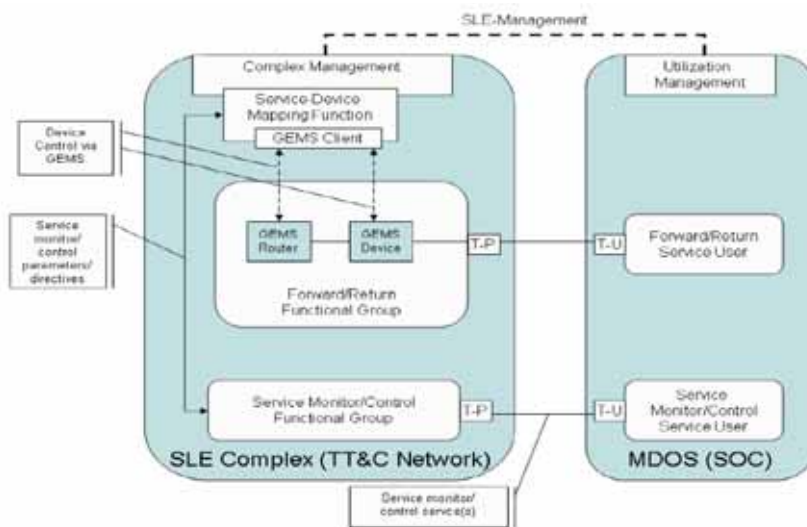 SLE-Management
Complex Management
Utilization
Management
Service-Device
Mapping Function
GEMS Client
Device
Control via
GEMS
GEMS
Router
GEMS
Device
T-P
T-U
Forward/Return
Service User
Service
monitor/
control
parameters/
directives
Forward/Return
Functional Group
Service Monitor/Control
Functional Group
T-P
T-U
Service
Monitor/Control
Service User
SLE Complex (TT&C Network)
MDOS (SOC)
Service monitor/
control service(s)